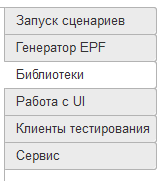 Запуск сценариев
Генератор EPF
Библиотеки
Работа с UI
Клиенты тестирования
Сервис